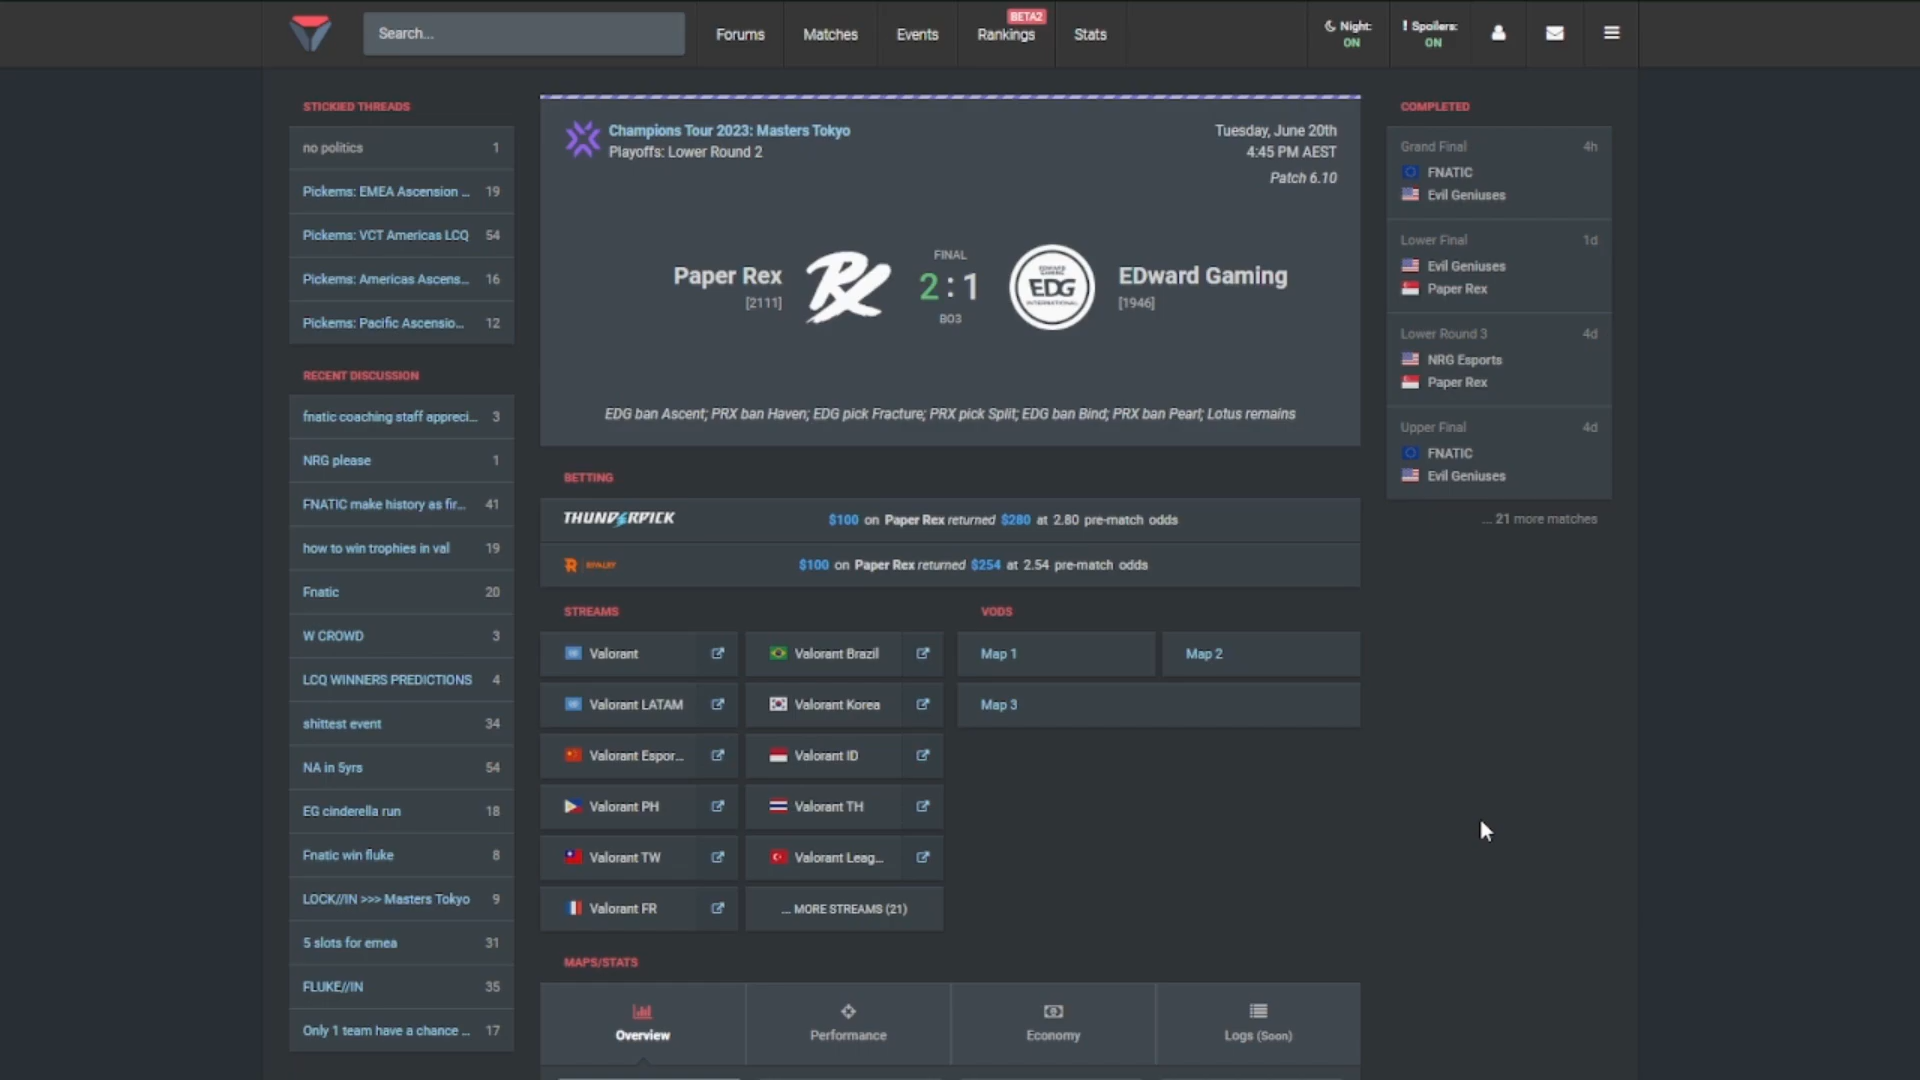 Search...
Forums
Matches
Events
BETA2
Rankings
Stats
Night:
ON
! Spoilers:
ON
STICKIED THREADS
no politics 1
Pickems: EMEA Ascension ... 19
Pickems: VCT Americas LCQ 54
Pickems: Americas Ascens... 16
Pickems: Pacific Ascensio... 12
RECENT DISCUSSION
fnatic coaching staff appreci... 3
NRG please 1
FNATIC make history as fir... 41
how to win trophies in val 19
Fnatic 20
W CROWD 3
LCQ WINNERS PREDICTIONS 4
shittest event 34
NA in 5yrs 54
EG cinderella run 18
Fnatic win fluke 8
LOCK//IN >>> Masters Tokyo 9
5 slots for emea 31
FLUKE//IN 35
Only 1 team have a chance ... 17
Champions Tour 2023: Masters Tokyo
Playoffs: Lower Round 2
Tuesday, June 20th
4:45 PM AEST
Patch 6.10
Paper Rex
[2111]
FINAL
2 : 1
BO3
EDWARD GAMING
EDG
INTERNATIONAL
EDward Gaming
[1946]
EDG ban Ascent; PRX ban Haven; EDG pick Fracture; PRX pick Split; EDG ban Bind; PRX ban Pearl; Lotus remains
BETTING
THUNDERPICK
$100 on Paper Rex returned $280 at 2.80 pre-match odds
RIVALRY
$100 on Paper Rex returned $254 at 2.54 pre-match odds
STREAMS
Valorant
Valorant Brazil
Valorant LATAM
Valorant Korea
Valorant Espor...
Valorant ID
Valorant PH
Valorant TH
Valorant TW
Valorant Leag...
Valorant FR
... MORE STREAMS (21)
VODS
Map 1
Map 2
Map 3
MAPS/STATS
Overview
Performance
Economy
Logs (Soon)
COMPLETED
Grand Final 4h
FNATIC
Evil Geniuses
Lower Final 1d
Evil Geniuses
Paper Rex
Lower Round 3 4d
NRG Esports
Paper Rex
Upper Final 4d
FNATIC
Evil Geniuses
... 21 more matches